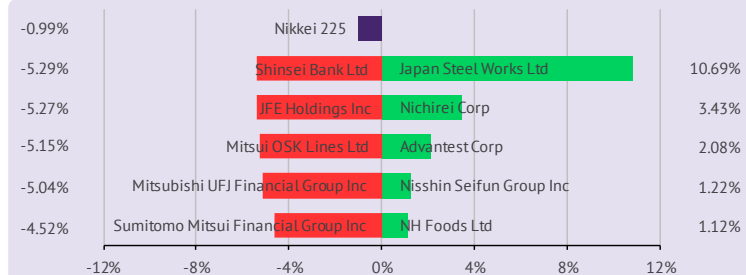 -0.99% Nikkei 225
-5.29% Shinsei Bank Ltd Japan Steel Works Ltd 10.69%
-5.27% JFE Holdings Inc Nichirei Corp 3.43%
-5.15% Mitsui OSK Lines Ltd Advantest Corp 2.08%
-5.04% Mitsubishi UFJ Financial Group Inc Nisshin Seifun Group Inc 1.22%
-4.52% Sumitomo Mitsui Financial Group Inc NH Foods Ltd 1.12%
-12% -8% -4% 0% 4% 8% 12%